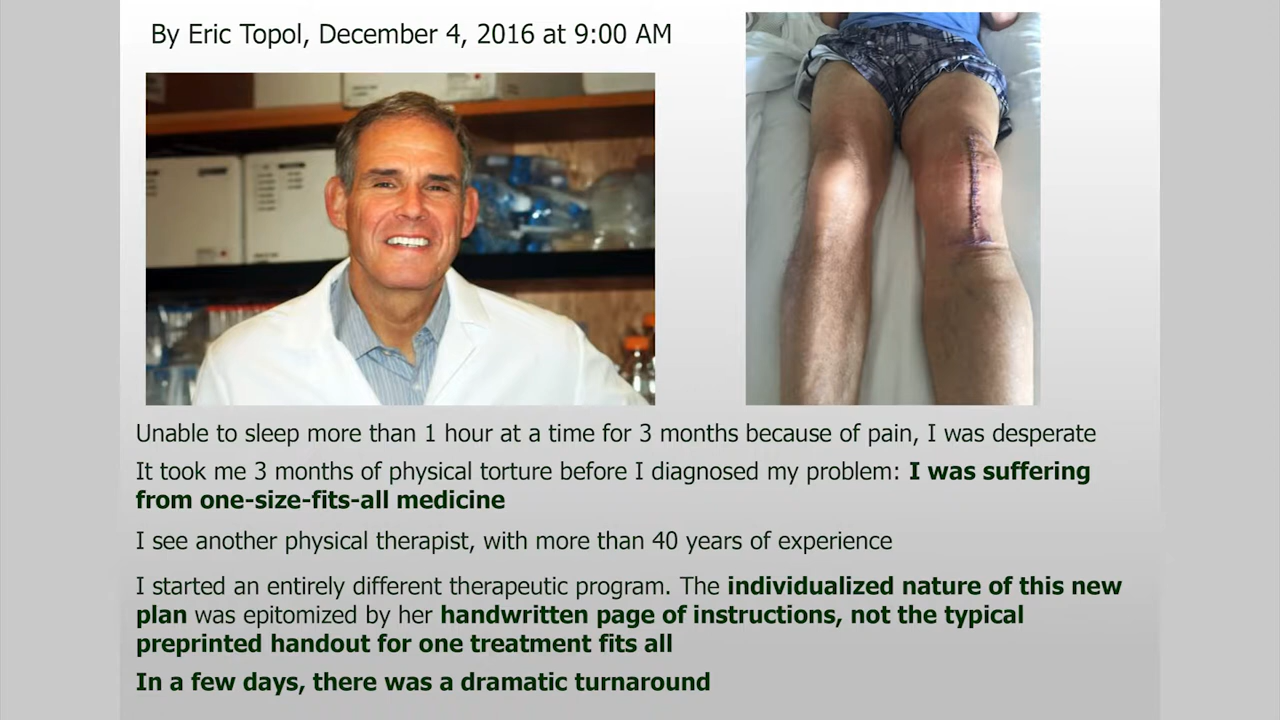 By Eric Topol, December 4, 2016 at 9:00 AM
Unable to sleep more than 1 hour at a time for 3 months because of pain, I was desperate
It took me 3 months of physical torture before I diagnosed my problem: I was suffering
from one-size-fits-all medicine
I see another physical therapist, with more than 40 years of experience
I started an entirely different therapeutic program. The individualized nature of this new
plan was epitomized by her handwritten page of instructions, not the typical
preprinted handout for one treatment fits all
In a few days, there was a dramatic turnaround